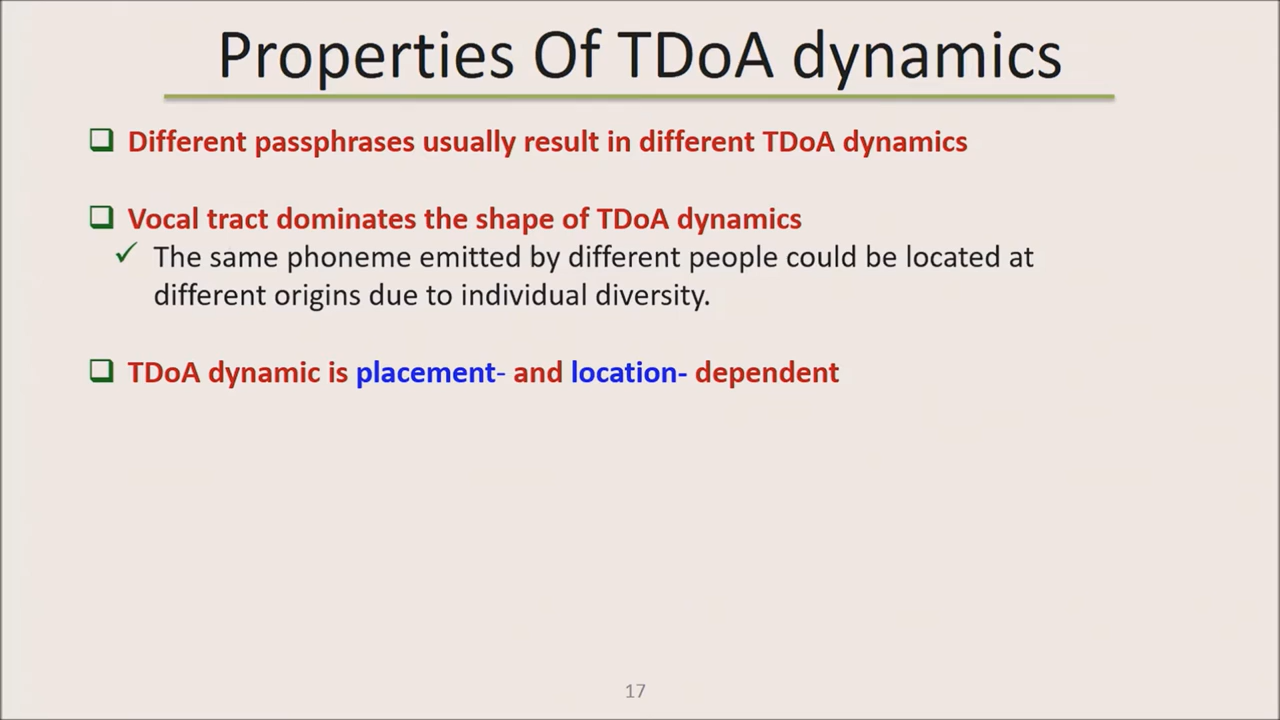 Properties Of TDoA dynamics
Different passphrases usually result in different TDoA dynamics
Vocal tract dominates the shape of TDoA dynamics
The same phoneme emitted by different people could be located at
different origins due to individual diversity.
TDoA dynamic is placement- and location- dependent
17